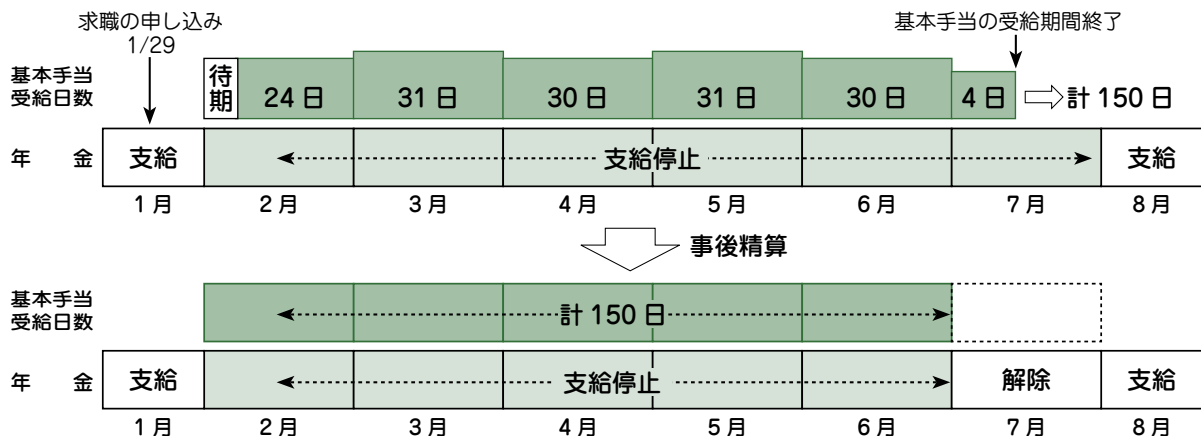 求職の申し込み
1/29
基本手当の受給期間終了
基本手当
受給日数
待期
24日
31日
30日
31日
30日
4日
計150日
年 金
支給
支給停止
支給
1月
2月
3月
4月
5月
6月
7月
8月
事後精算
基本手当
受給日数
計150日
年 金
支給
支給停止
解除
支給
1月
2月
3月
4月
5月
6月
7月
8月